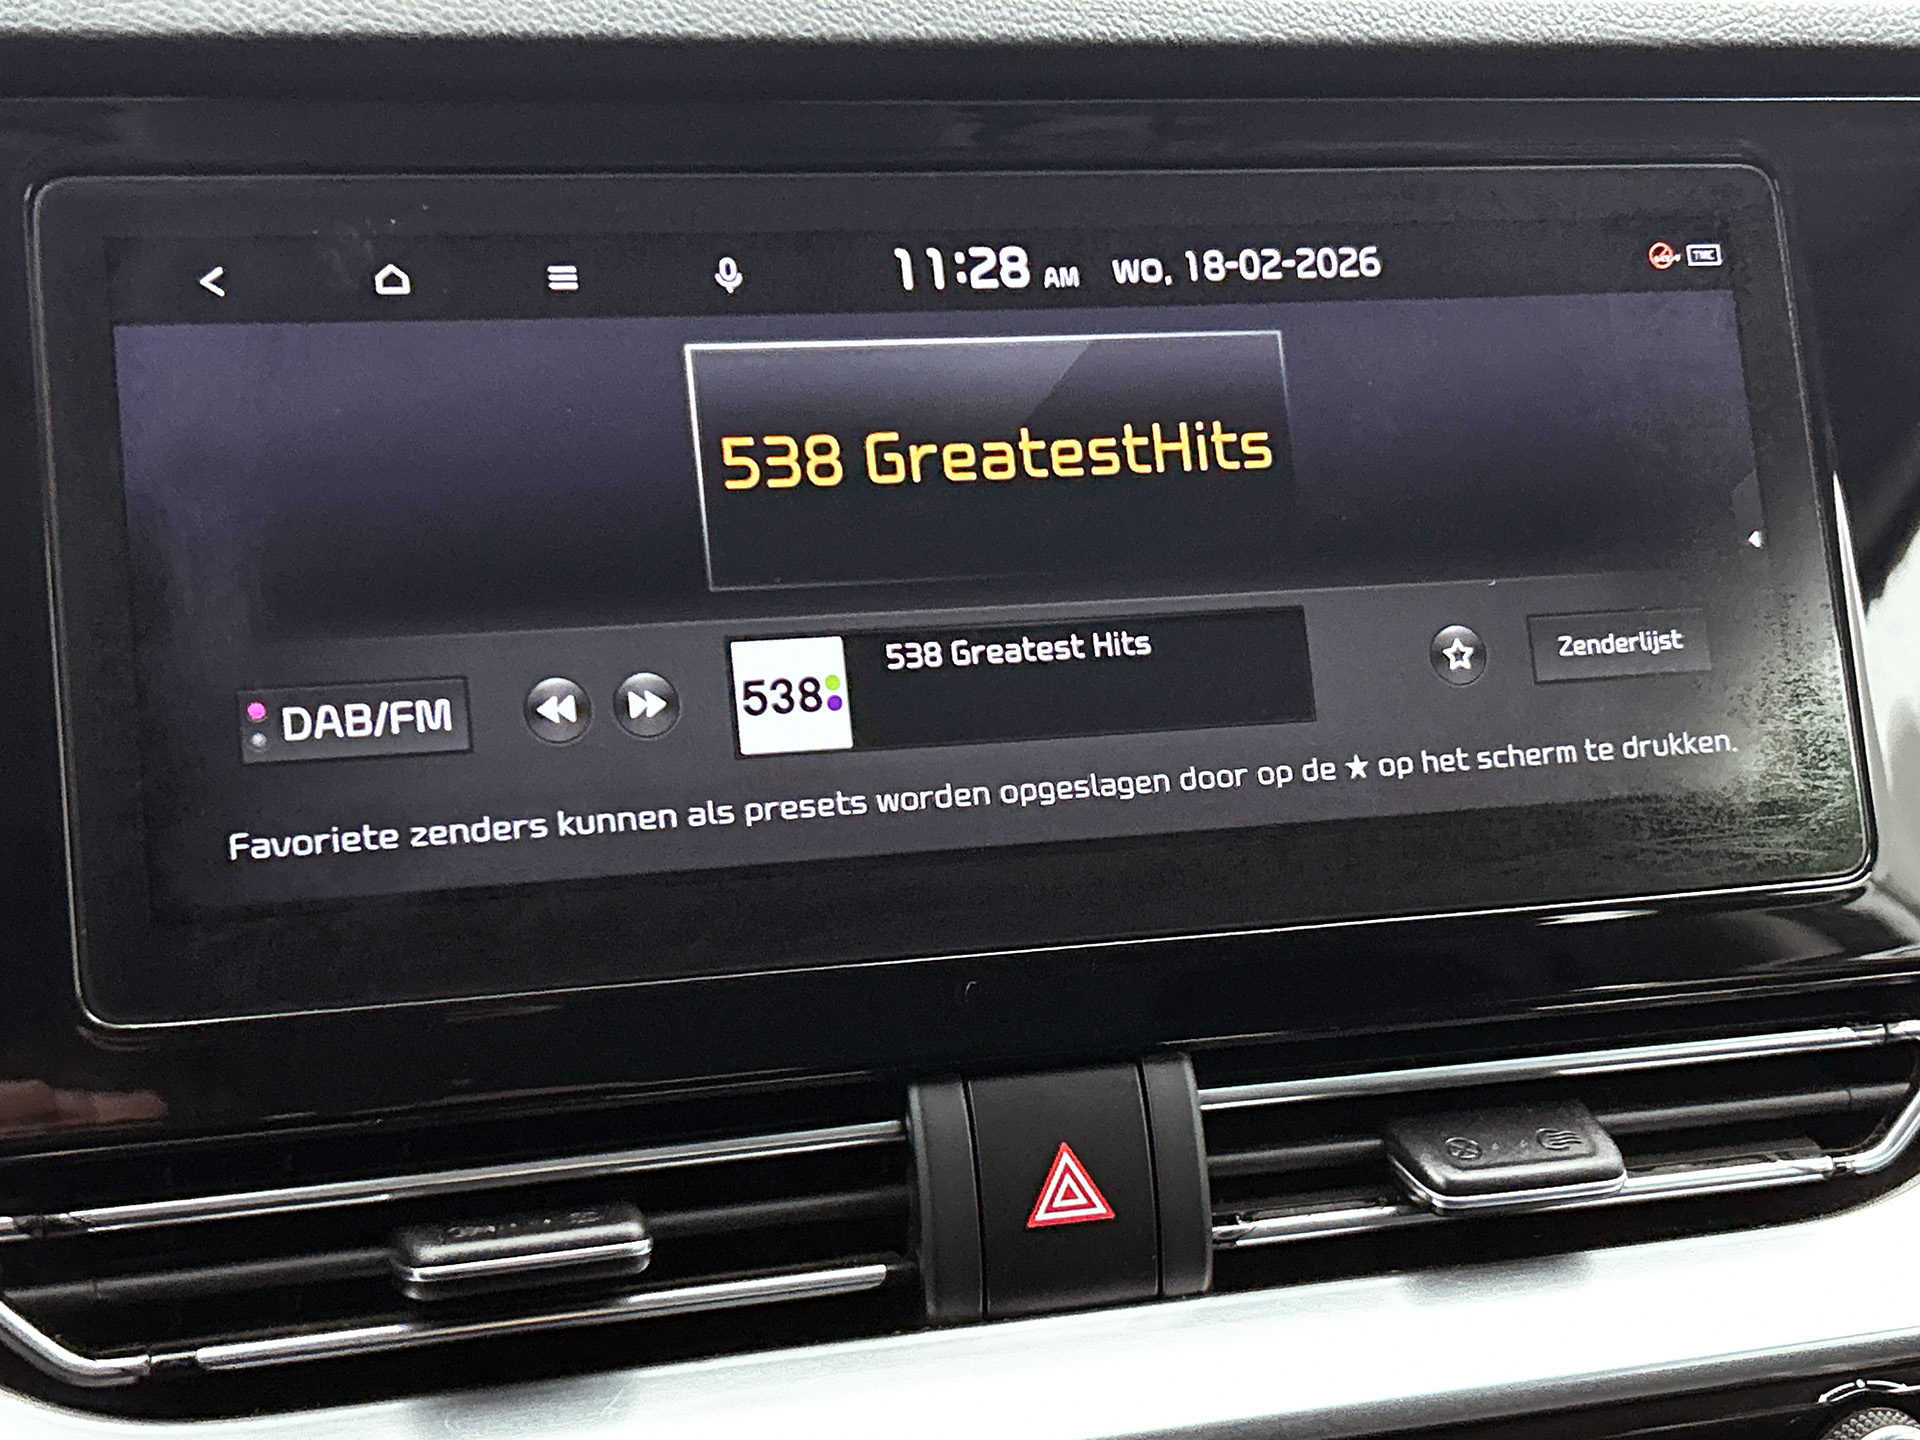 11:28 AM WO, 18-02-2026
TMC
538 GreatestHits
538 Greatest Hits
538
DAB/FM
Zenderlijst
Favoriete zenders kunnen als presets worden opgeslagen door op de ★ op het scherm te drukken.